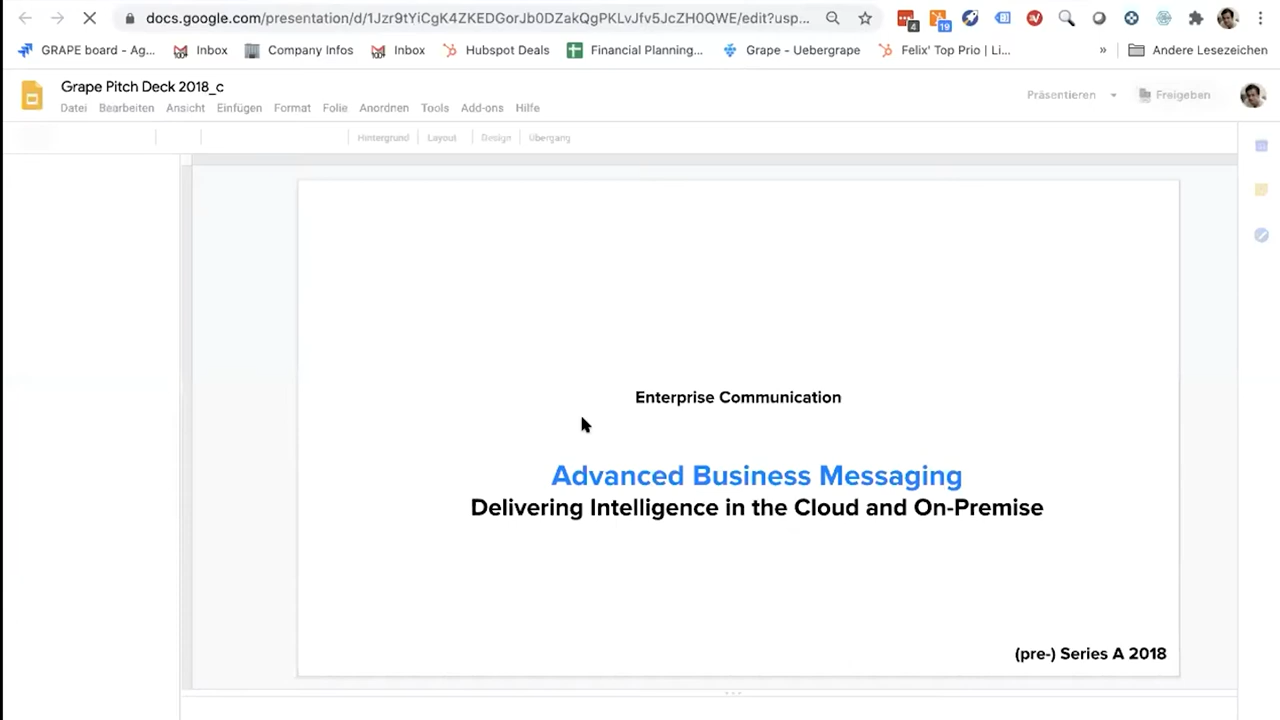 docs.google.com/presentation/d/1Jzr9tYiCgK4ZKEDGorJb0DZakQgPKLvJfv5JcZH0QWE/edit?usp...
4
19
GRAPE board - Ag...
Inbox
Company Infos
Inbox
Hubspot Deals
Financial Planning...
Grape - Uebergrape
Felix' Top Prio | Li...
»
Andere Lesezeichen
Grape Pitch Deck 2018_c
Datei Bearbeiten Ansicht Einfügen Format Folie Anordnen Tools Add-ons Hilfe
Präsentieren
Freigeben
Hintergrund Layout Design Übergang
Enterprise Communication
Advanced Business Messaging
Delivering Intelligence in the Cloud and On-Premise
(pre-) Series A 2018